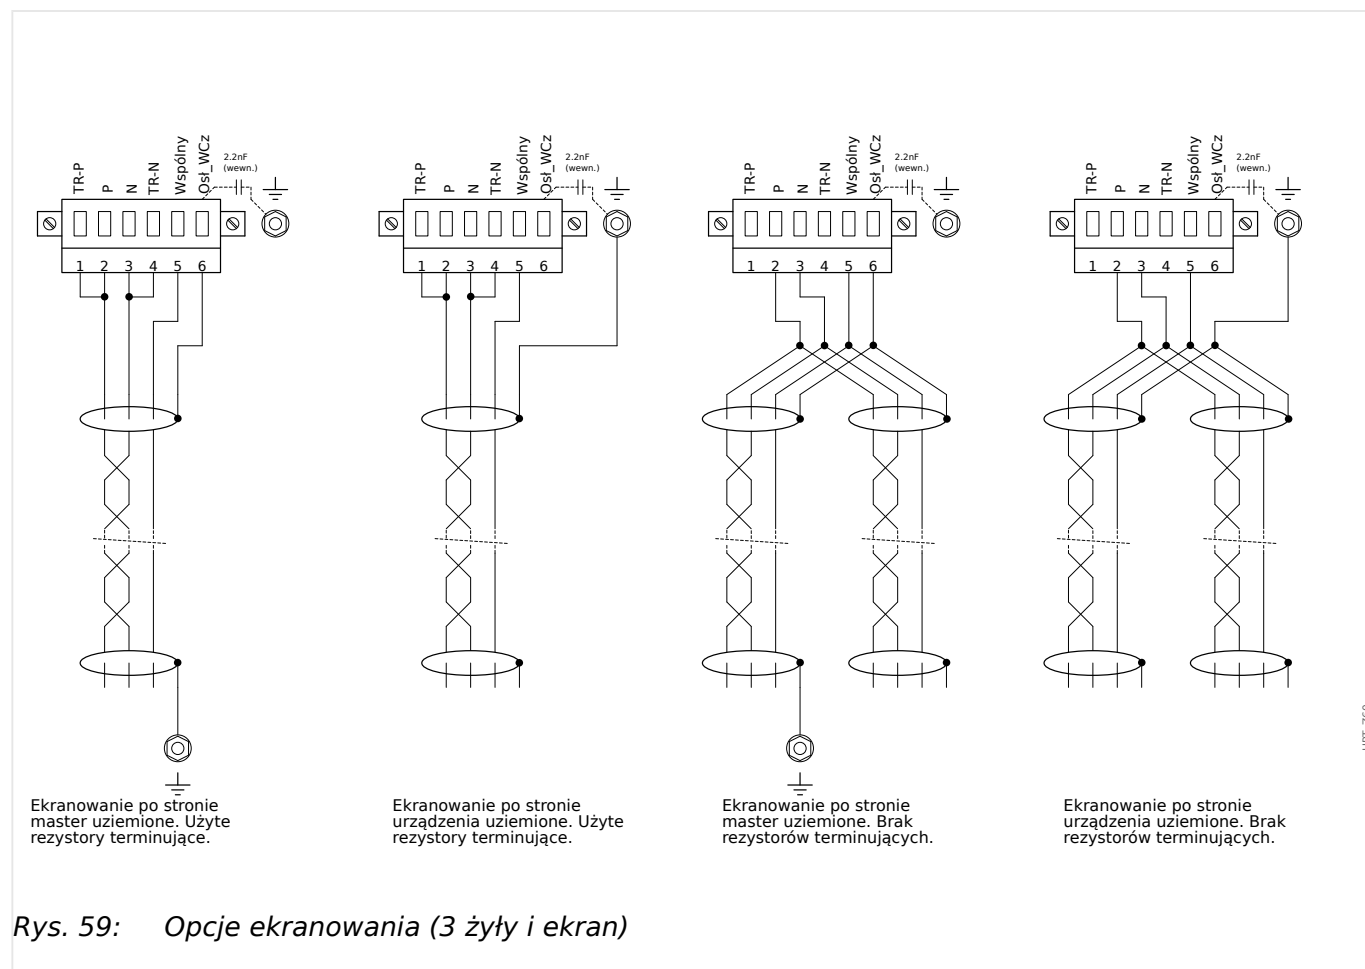 TR-P
P
N
TR-N
Wspólny
Osł_WCz
2.2nF
(wewn.)
1 2 3 4 5 6
TR-P
P
N
TR-N
Wspólny
Osł_WCz
2.2nF
(wewn.)
1 2 3 4 5 6
TR-P
P
N
TR-N
Wspólny
Osł_WCz
2.2nF
(wewn.)
1 2 3 4 5 6
TR-P
P
N
TR-N
Wspólny
Osł_WCz
2.2nF
(wewn.)
1 2 3 4 5 6
Ekranowanie po stronie
master uziemione. Użyte
rezystory terminujące.
Ekranowanie po stronie
urządzenia uziemione. Użyte
rezystory terminujące.
Ekranowanie po stronie
master uziemione. Brak
rezystorów terminujących.
Ekranowanie po stronie
urządzenia uziemione. Brak
rezystorów terminujących.
Rys. 59: Opcje ekranowania (3 żyły i ekran)